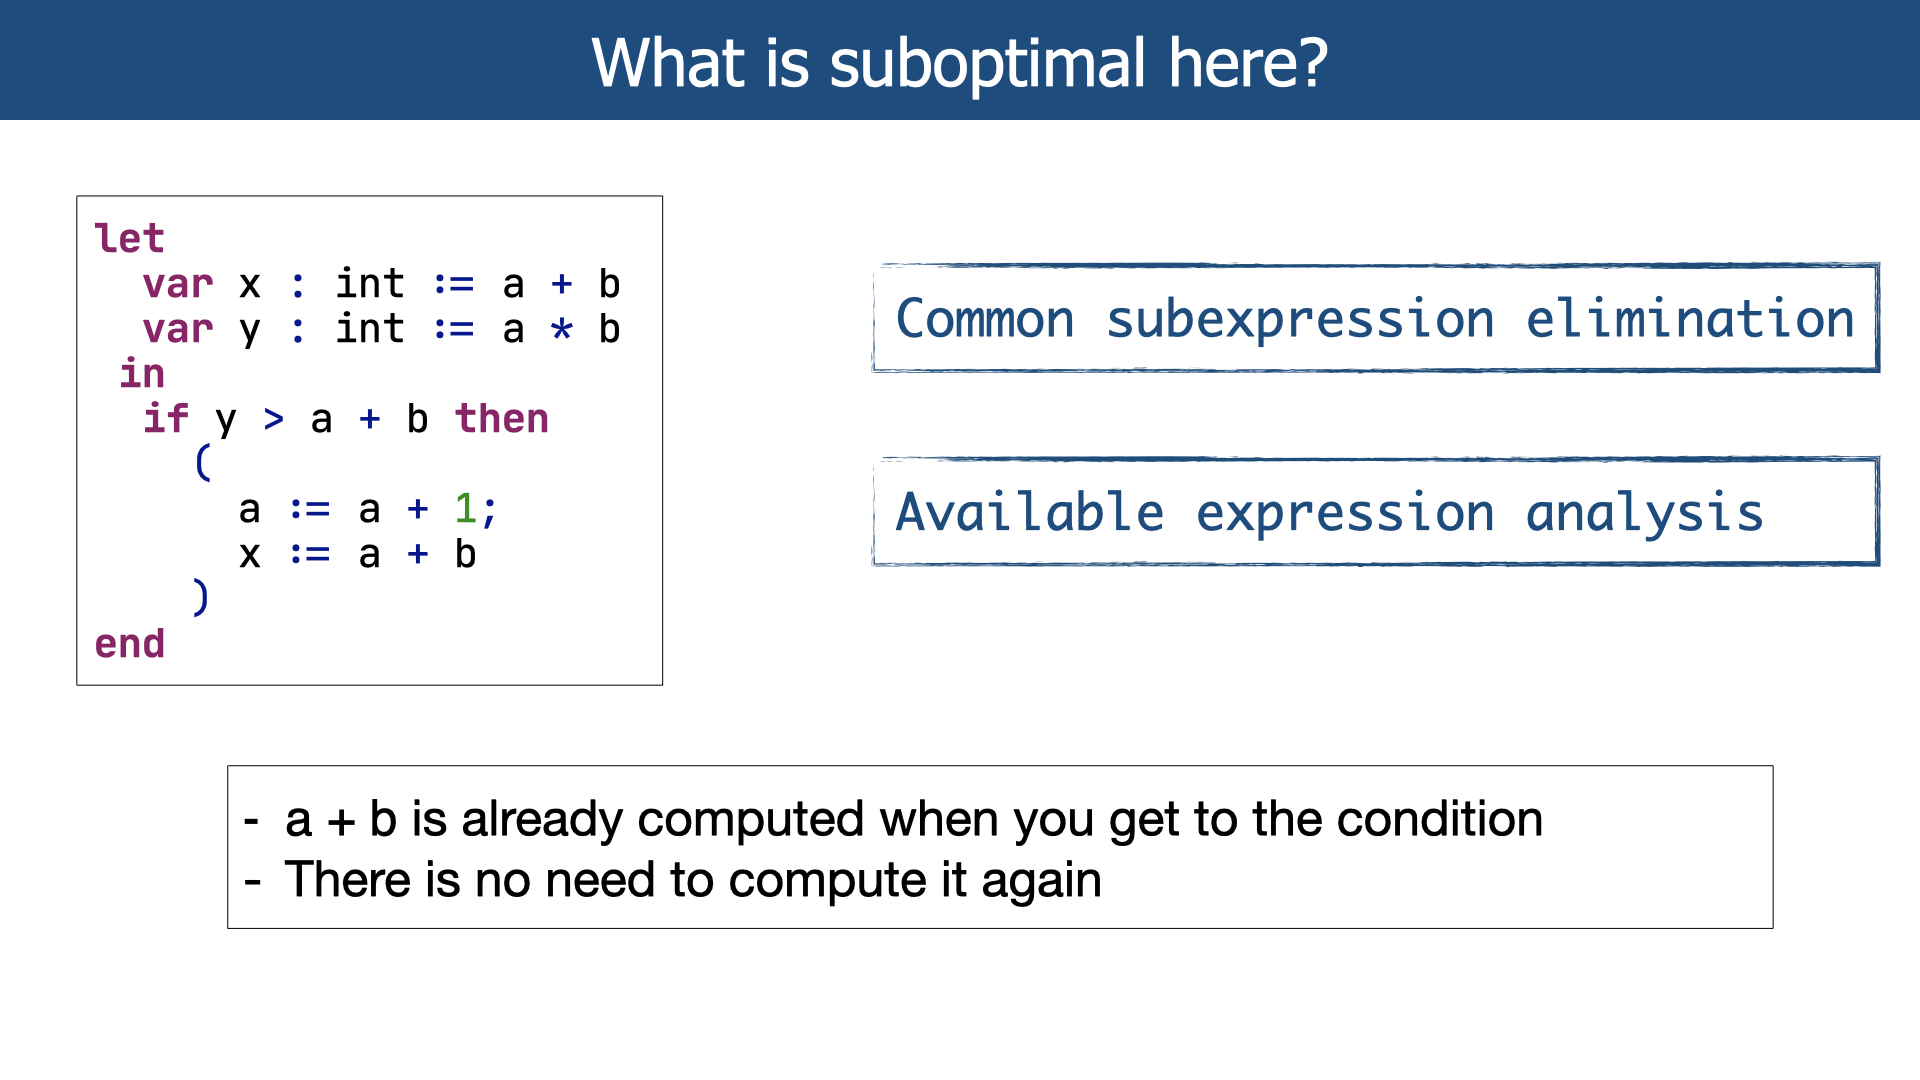 What is suboptimal here?
let
var x : int := a + b
var y : int := a * b
in
if y > a + b then
(
a := a + 1;
x := a + b
)
end
Common subexpression elimination
Available expression analysis
- a + b is already computed when you get to the condition
- There is no need to compute it again